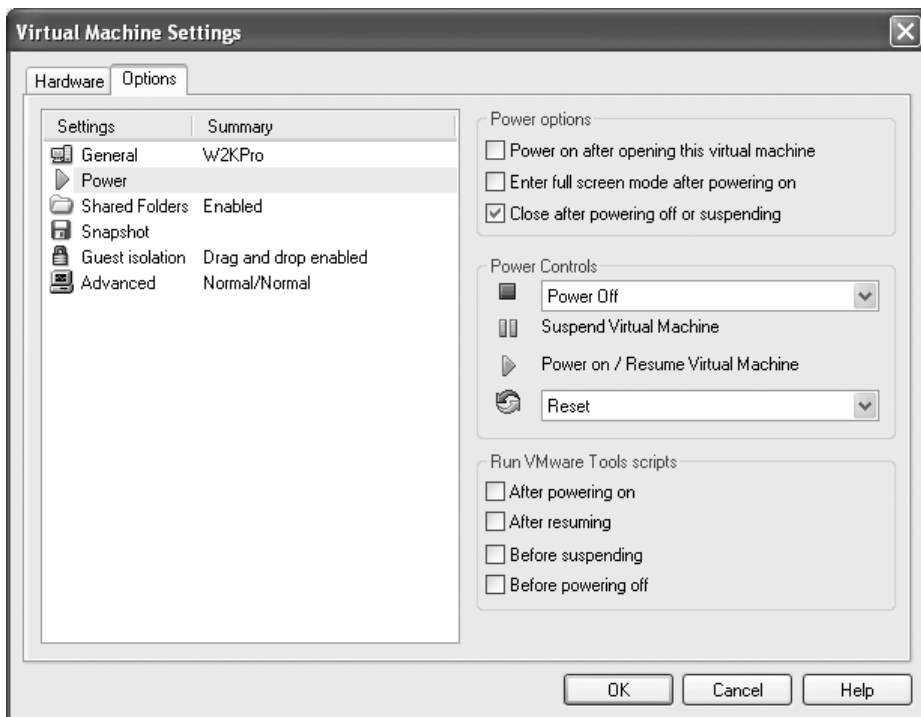 Virtual Machine Settings
Hardware Options
Settings Summary
General W2KPro
Power
Shared Folders Enabled
Snapshot
Guest isolation Drag and drop enabled
Advanced Normal/Normal
Power options
Power on after opening this virtual machine
Enter full screen mode after powering on
Close after powering off or suspending
Power Controls
Power Off
Suspend Virtual Machine
Power on / Resume Virtual Machine
Reset
Run VMware Tools scripts
After powering on
After resuming
Before suspending
Before powering off
OK Cancel Help